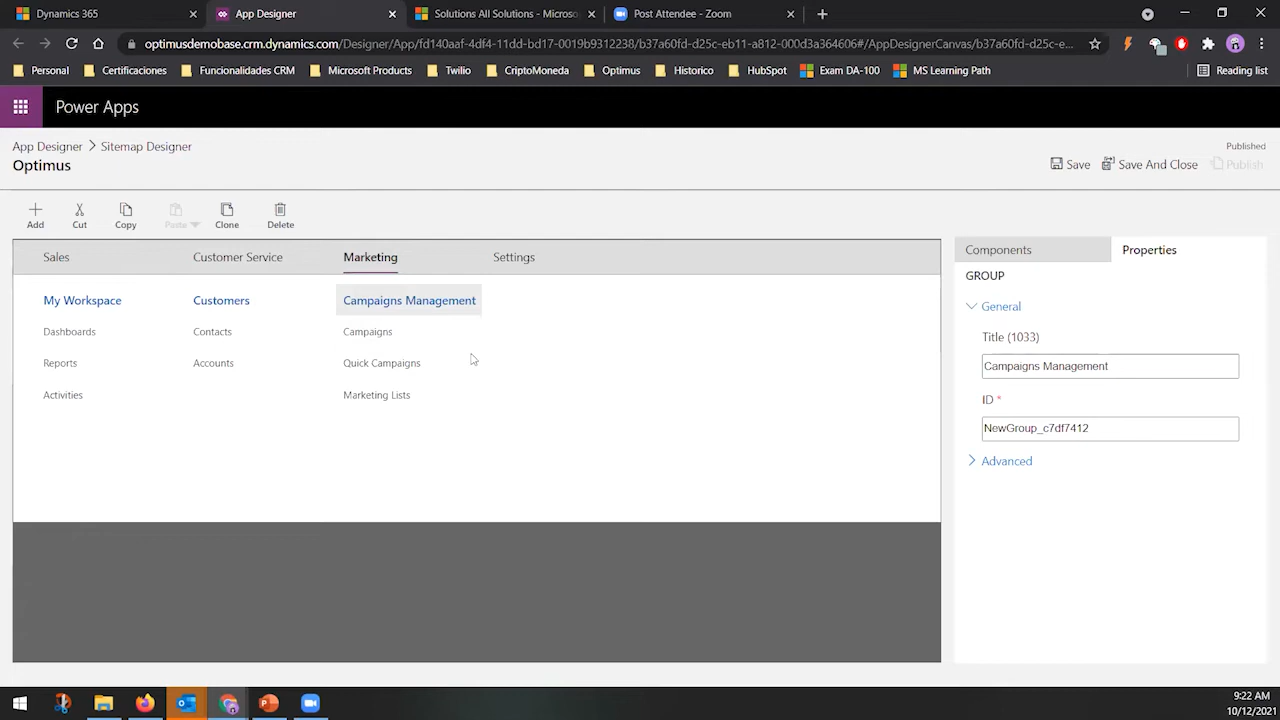 Dynamics 365
App Designer
Solutions All Solutions - Microso
Post Attendee - Zoom
optimusdemobase.crm.dynamics.com/Designer/App/fd140aaf-4df4-11dd-bd17-0019b9312238/b37a60fd-d25c-eb11-a812-000d3a364606#/AppDesignerCanvas/b37a60fd-d25c-e...
Personal
Certificaciones
Funcionalidades CRM
Microsoft Products
Twilio
CriptoMoneda
Optimus
Historico
HubSpot
Exam DA-100
MS Learning Path
Reading list
Power Apps
App Designer > Sitemap Designer
Optimus
Published
Save
Save And Close
Publish
Add
Cut
Copy
Paste
Clone
Delete
Sales
Customer Service
Marketing
Settings
My Workspace
Customers
Campaigns Management
Dashboards
Contacts
Campaigns
Reports
Accounts
Quick Campaigns
Activities
Marketing Lists
Components
Properties
GROUP
General
Title (1033)
Campaigns Management
ID *
NewGroup_c7df7412
Advanced
9:22 AM
10/12/2021